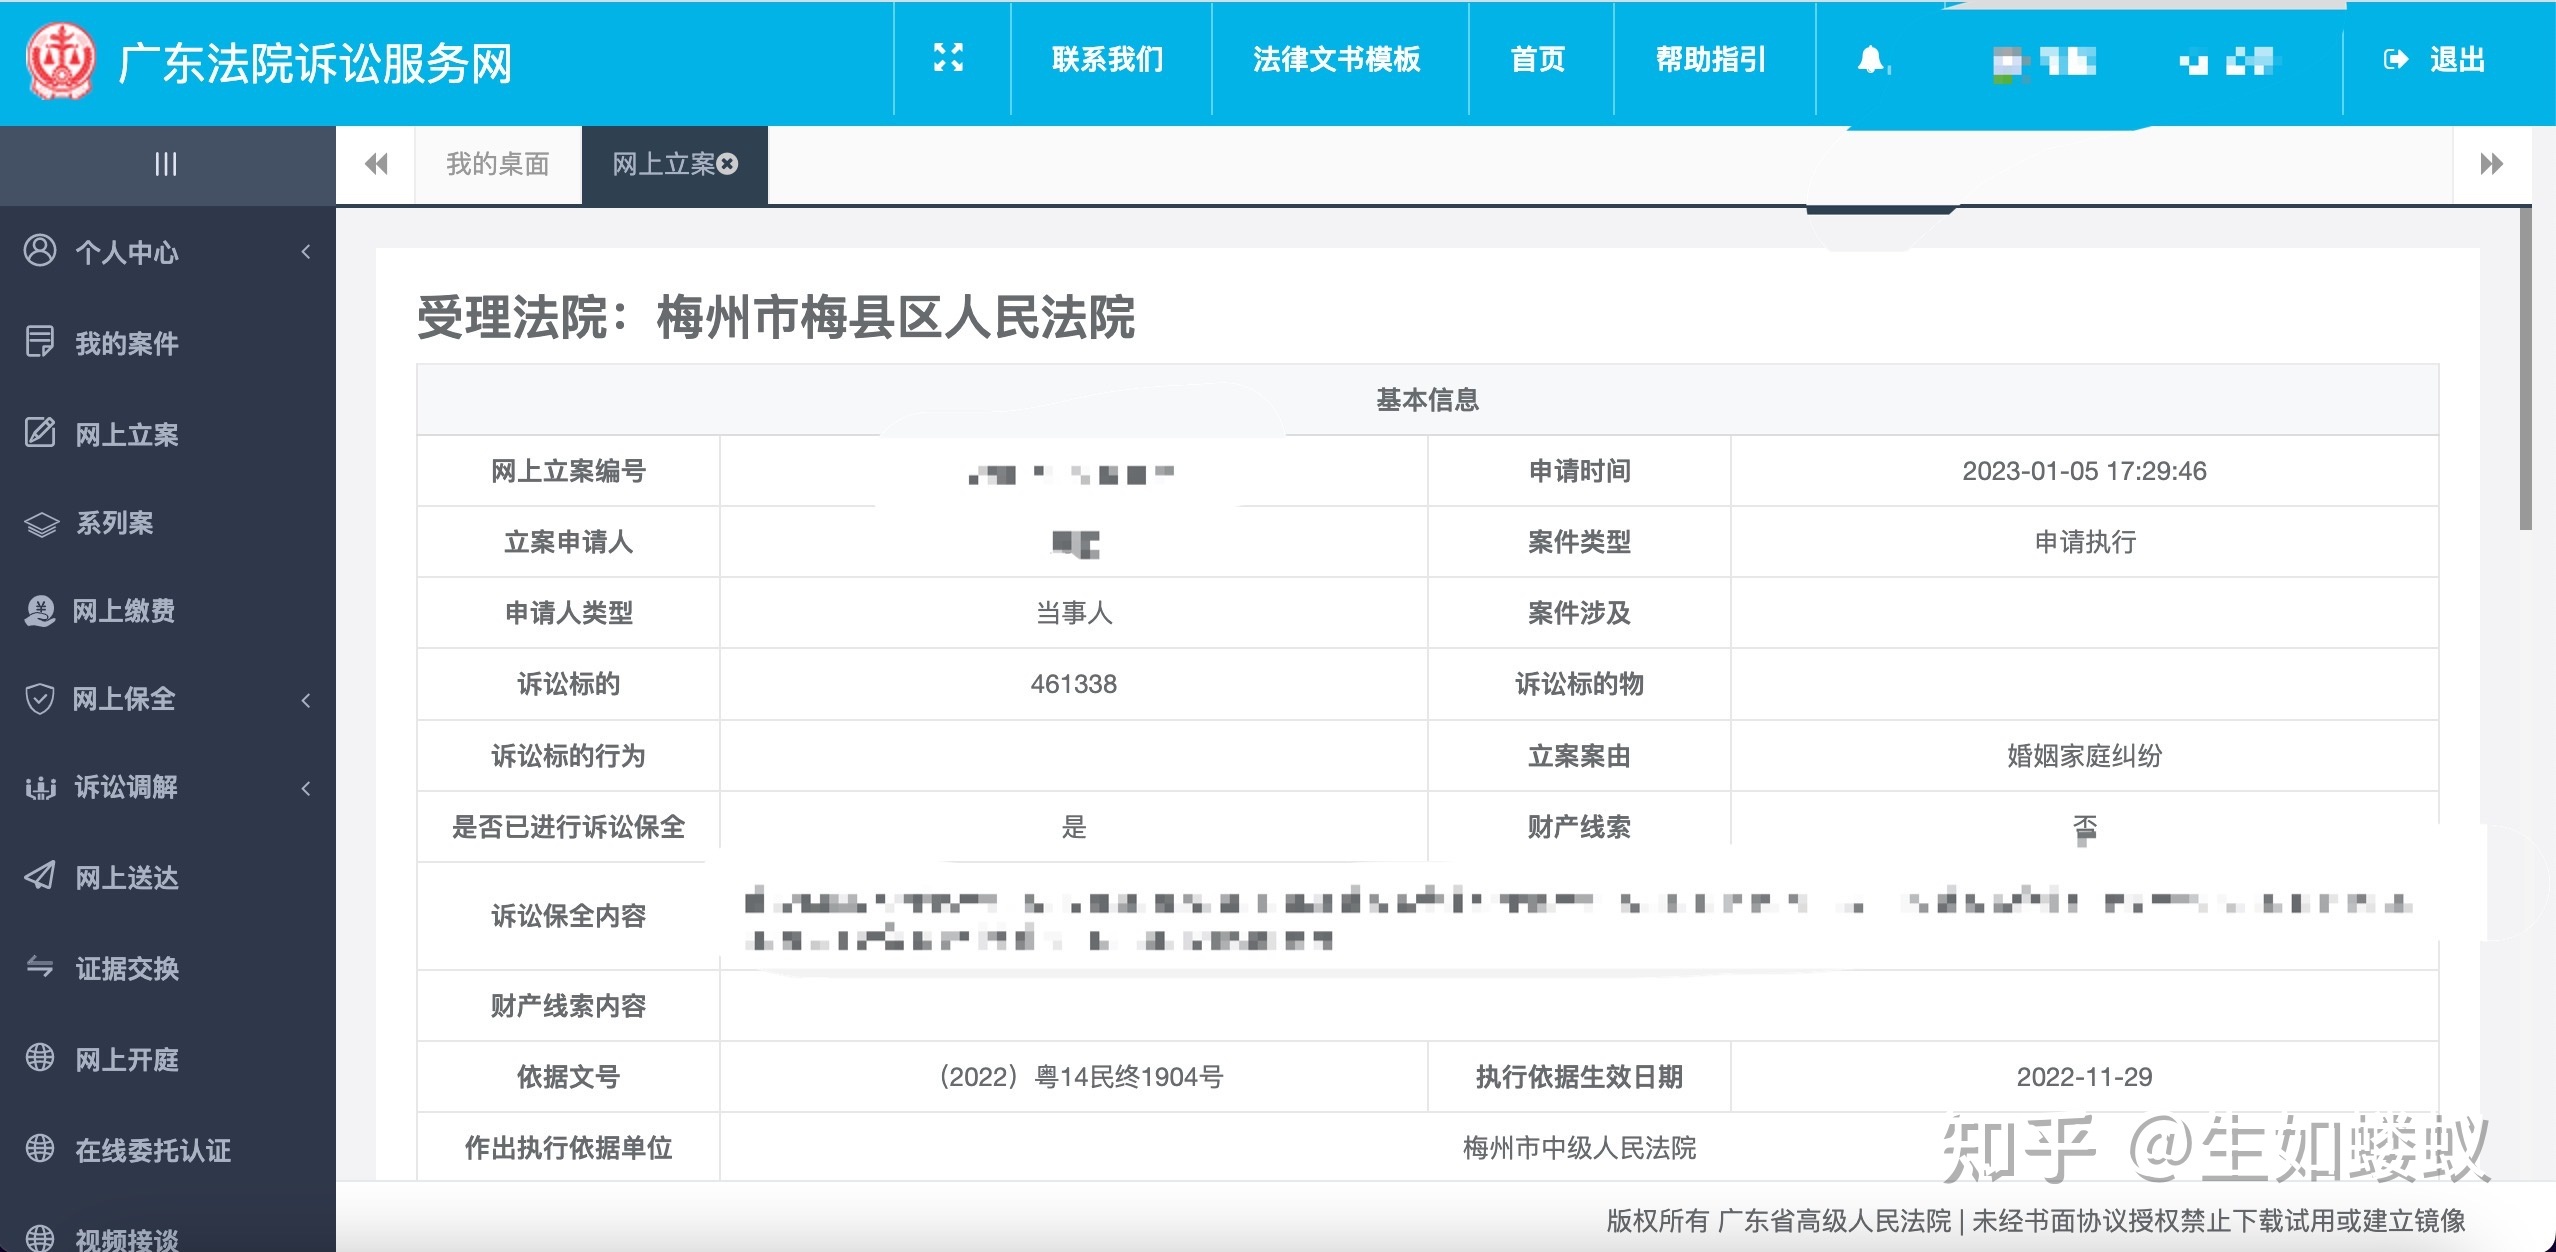 广东法院诉讼服务网
联系我们 法律文书模板 首页 帮助指引 退出
我的桌面 网上立案
个人中心
我的案件
网上立案
系列案
网上缴费
网上保全
诉讼调解
网上送达
证据交换
网上开庭
在线委托认证
视频接谈
受理法院：梅州市梅县区人民法院
基本信息
网上立案编号 申请时间 2023-01-05 17:29:46
立案申请人 案件类型 申请执行
申请人类型 当事人 案件涉及
诉讼标的 461338 诉讼标的物
诉讼标的行为 立案案由 婚姻家庭纠纷
是否已进行诉讼保全 是 财产线索 否
诉讼保全内容
财产线索内容
依据文号 （2022）粤14民终1904号 执行依据生效日期 2022-11-29
作出执行依据单位 梅州市中级人民法院
知乎 @生如蝼蚁
版权所有 广东省高级人民法院 | 未经书面协议授权禁止下载试用或建立镜像